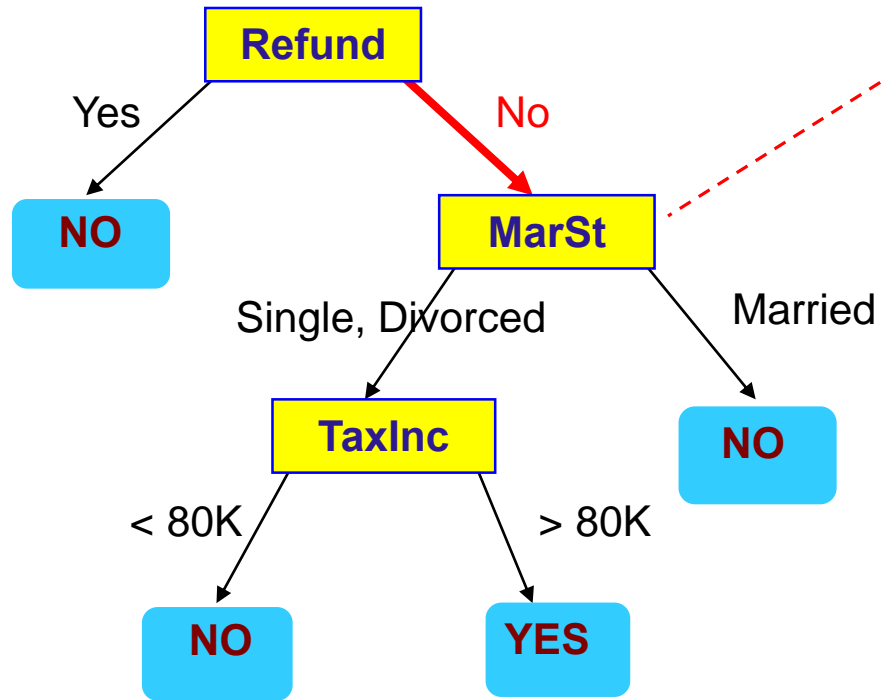 Refund
Yes
No
NO
MarSt
Single, Divorced
Married
TaxInc
NO
< 80K
> 80K
NO
YES